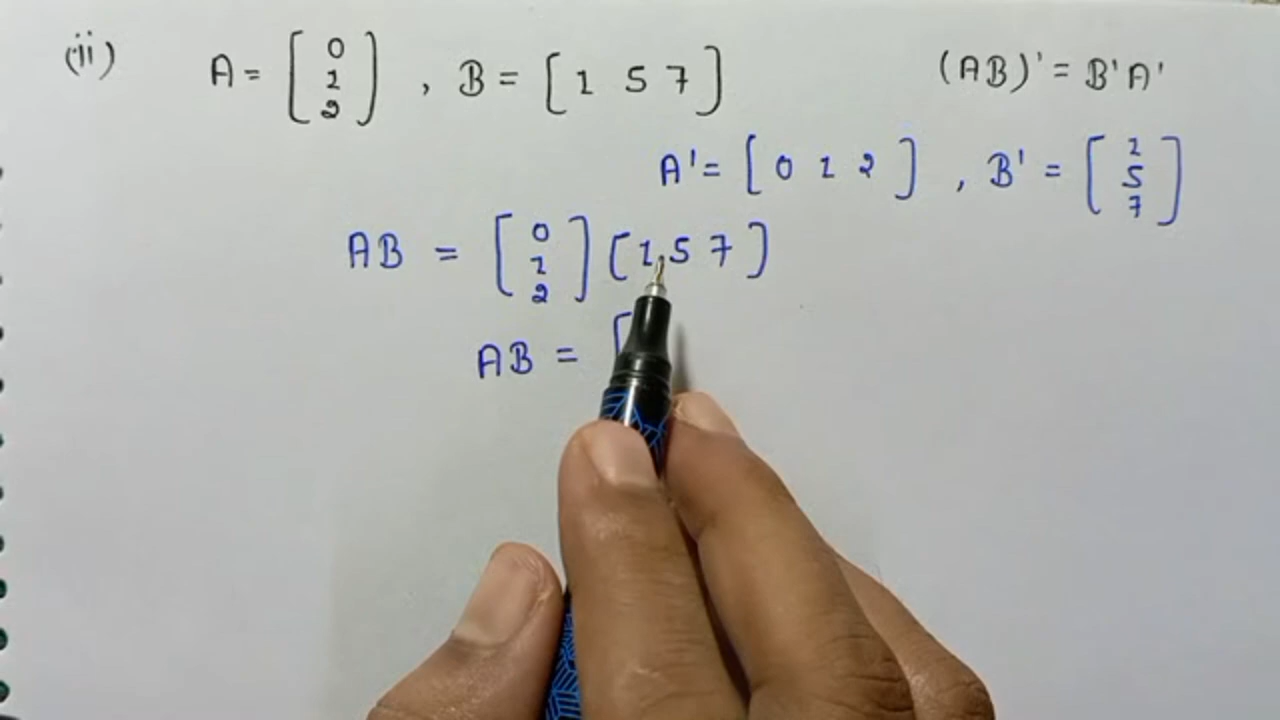 (ii) A = [ 0 1 2 ] , B = [ 1 5 7 ] (AB)' = B'A'
A' = [ 0 1 2 ] , B' = [ 1 5 7 ]
AB = [ 0 1 2 ] [ 1 5 7 ]
AB = [